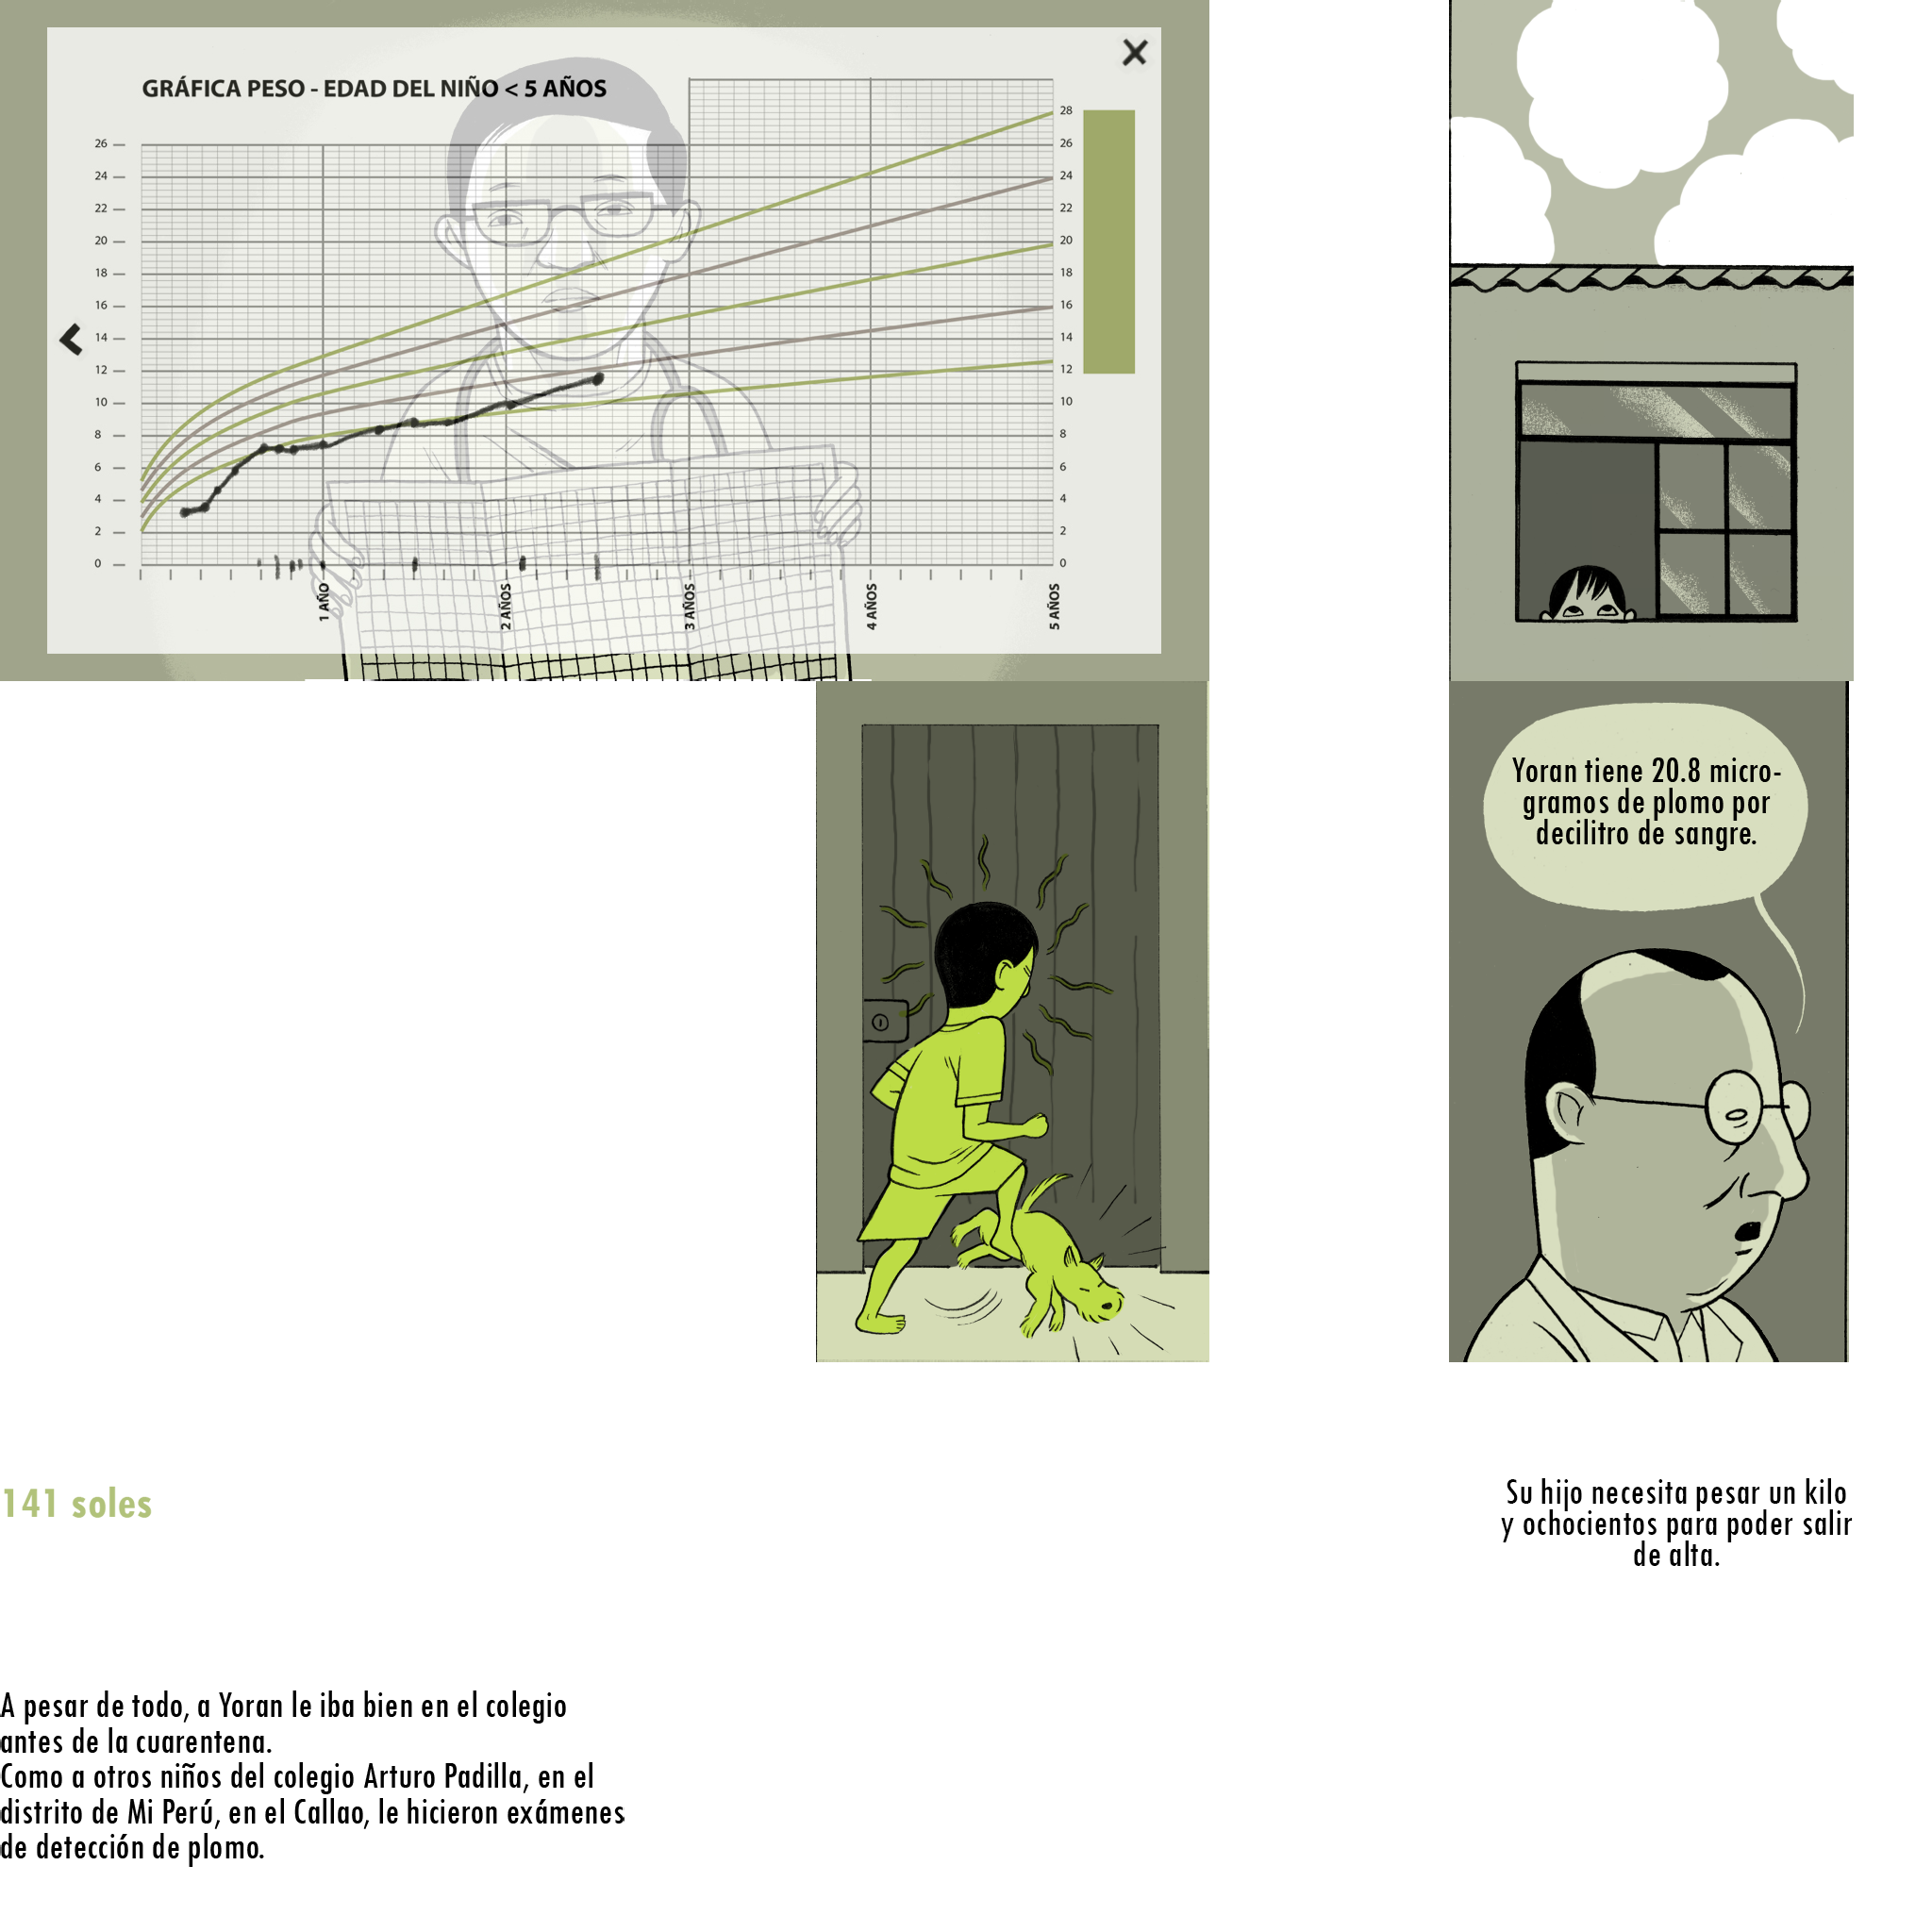 GRÁFICA PESO - EDAD DEL NIÑO < 5 AÑOS
28
26 26
24 24
22 22
20 20
18 18
16 16
14 14
12 12
10 10
8 8
6 6
4 4
2 2
0 0
1 AÑO 2 AÑOS 3 AÑOS 4 AÑOS 5 AÑOS
Yoran tiene 20.8 micro-
gramos de plomo por
decilitro de sangre.
141 soles
Su hijo necesita pesar un kilo
y ochocientos para poder salir
de alta.
A pesar de todo, a Yoran le iba bien en el colegio
antes de la cuarentena.
Como a otros niños del colegio Arturo Padilla, en el
distrito de Mi Perú, en el Callao, le hicieron exámenes
de detección de plomo.